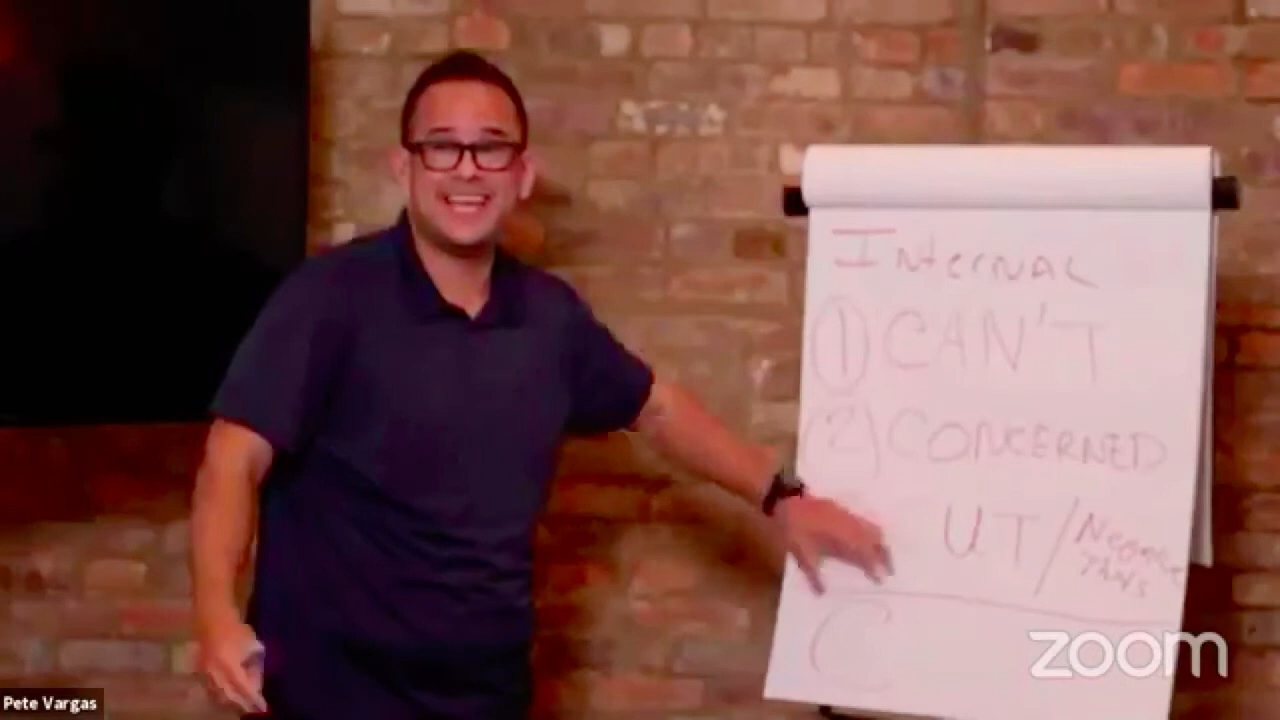 Internal
① CAN'T
2) CONCERNED
UT/
C
zoom
Pete Vargas